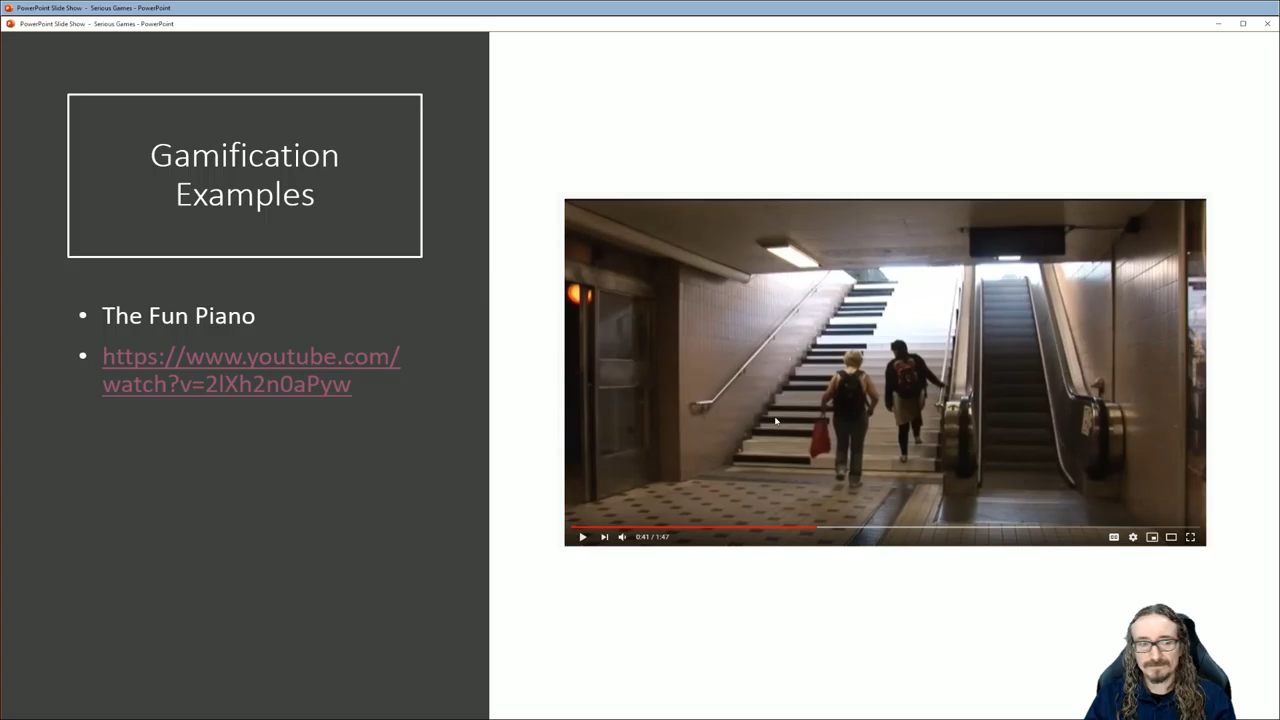 PowerPoint Slide Show - Serious Games - PowerPoint
PowerPoint Slide Show - Serious Games - PowerPoint
Gamification
Examples
• The Fun Piano
• https://www.youtube.com/
watch?v=2lXh2n0aPyw
0:41 / 1:47